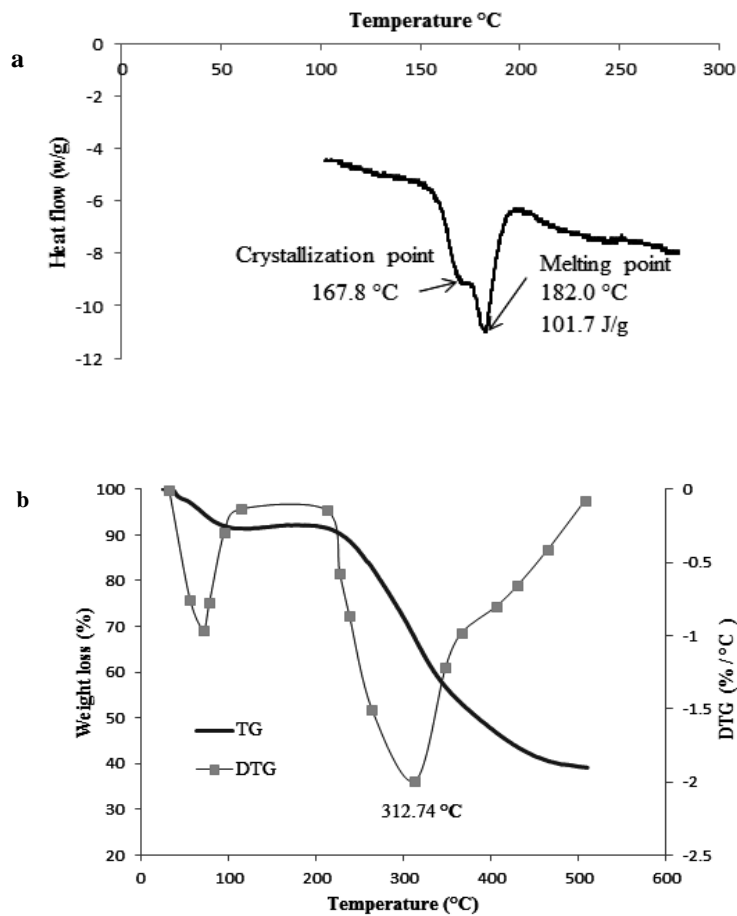 Temperature °C
a
0
0
50
100
150
200
250
300
-2
-4
-6
-8
-10
-12
Heat flow (w/g)
Crystallization point
167.8 °C
Melting point
182.0 °C
101.7 J/g
b
100
90
80
70
60
50
40
30
20
Weight loss (%)
TG
DTG
312.74 °C
0
-0.5
-1
-1.5
-2
-2.5
DTG (% / °C )
0
100
200
300
400
500
600
Temperature (°C)